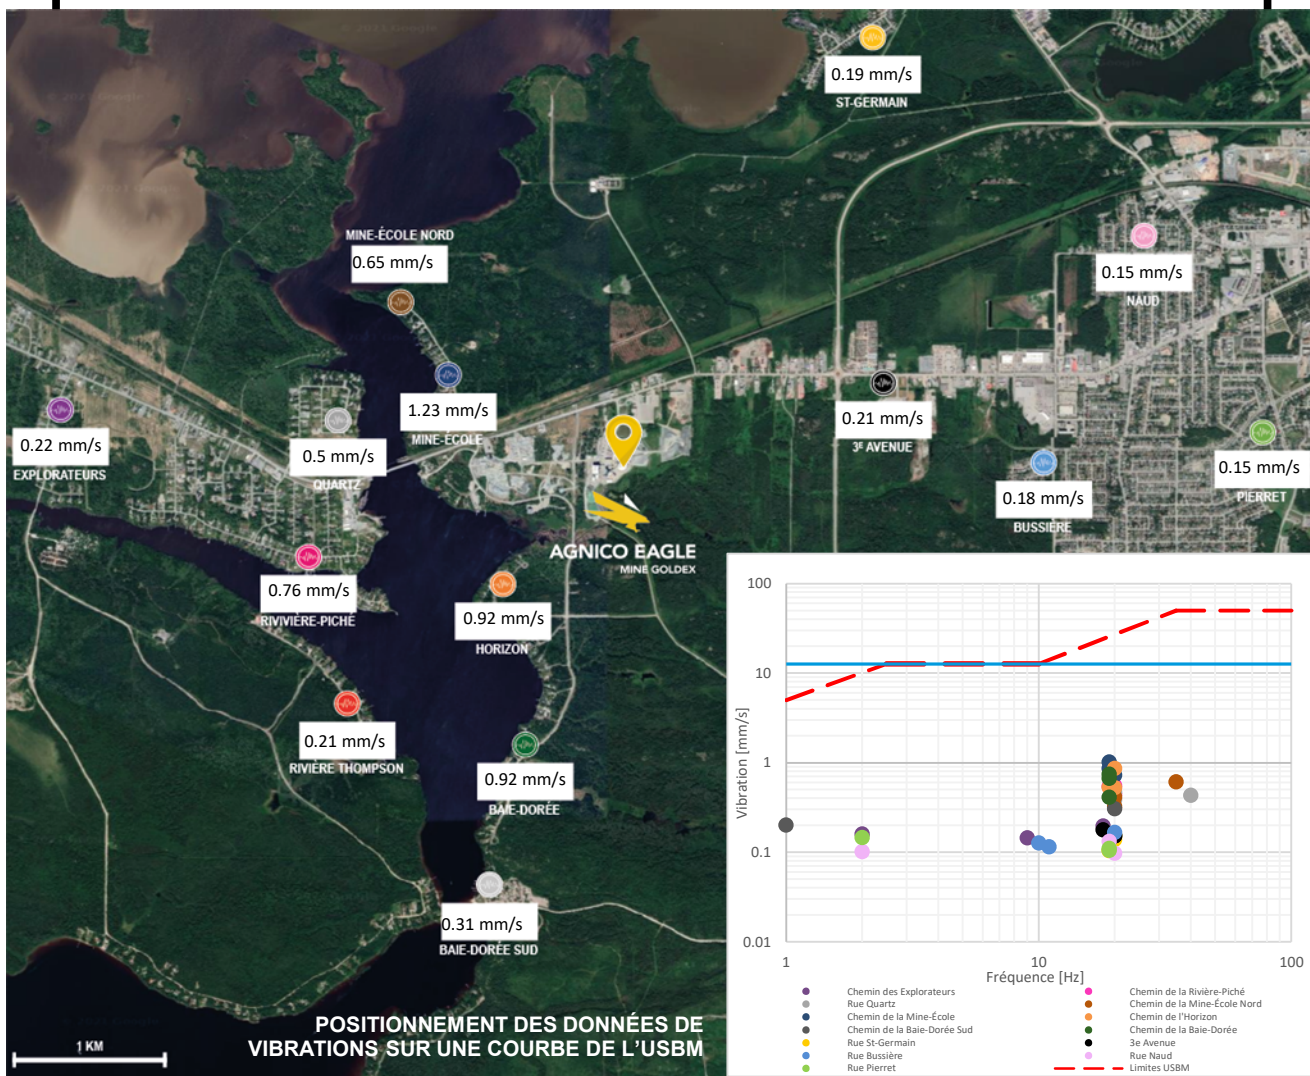 0.19 mm/s
ST-GERMAIN
MINE-ÉCOLE NORD
0.65 mm/s
0.15 mm/s
NAUD
1.23 mm/s
MINE-ÉCOLE
0.22 mm/s
EXPLORATEURS
0.5 mm/s
QUARTZ
0.21 mm/s
3E AVENUE
0.15 mm/s
PIERRET
0.18 mm/s
BUSSIÈRE
AGNICO EAGLE
MINE GOLDEX
0.76 mm/s
RIVIVIÈRE-PICHÉ
0.92 mm/s
HORIZON
0.21 mm/s
RIVIÈRE THOMPSON
0.92 mm/s
BAIE-DORÉE
0.31 mm/s
BAIE-DORÉE SUD
POSITIONNEMENT DES DONNÉES DE
VIBRATIONS SUR UNE COURBE DE L'USBM
1 KM
100
10
1
0.1
0.01
Vibration [mm/s]
1 10 100
Fréquence [Hz]
Chemin des Explorateurs
Chemin de la Rivière-Piché
Rue Quartz
Chemin de la Mine-École Nord
Chemin de la Mine-École
Chemin de l'Horizon
Chemin de la Baie-Dorée Sud
Chemin de la Baie-Dorée
Rue St-Germain
3e Avenue
Rue Bussière
Rue Naud
Rue Pierret
Limites USBM